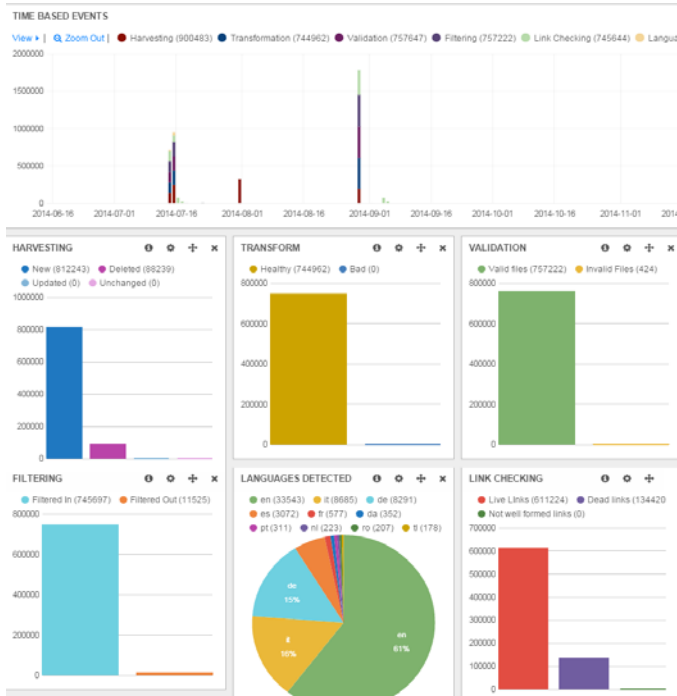 TIME BASED EVENTS
View ▸ | Zoom Out | Harvesting (900483) Transformation (744962) Validation (757647) Filtering (757222) Link Checking (745644) Langua
2000000
1500000
1000000
500000
0
2014-06-16 2014-07-01 2014-07-16 2014-08-01 2014-08-16 2014-09-01 2014-09-16 2014-10-01 2014-10-16 2014-11-01 2014
HARVESTING
New (812243) Deleted (88239)
Updated (0) Unchanged (0)
1000000
800000
600000
400000
200000
0
TRANSFORM
Healthy (744962) Bad (0)
800000
600000
400000
200000
0
VALIDATION
Valid files (757222) Invalid Files (424)
800000
600000
400000
200000
0
FILTERING
Filtered In (745697) Filtered Out (11525)
800000
600000
400000
200000
0
LANGUAGES DETECTED
en (33543) it (8685) de (8291)
es (3072) fr (577) da (352)
pt (311) nl (223) ro (207) tl (178)
de
15%
it
16%
en
61%
LINK CHECKING
Live LInks (611224) Dead links (134420
Not well formed links (0)
700000
600000
500000
400000
300000
200000
100000
0